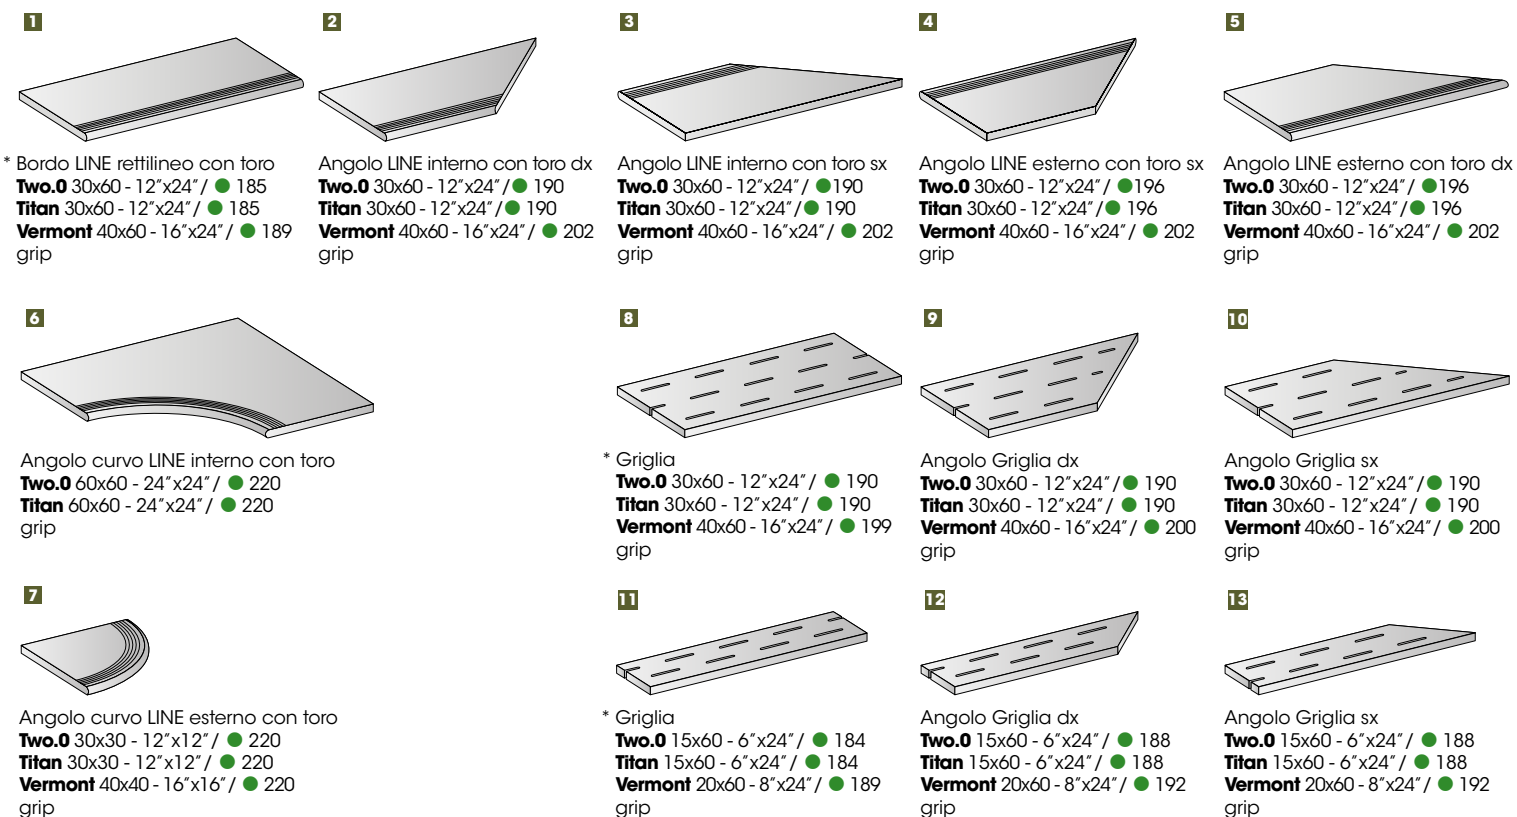 1
* Bordo LINE rettilineo con toro
Two.0 30x60 - 12″x24″/ ● 185
Titan 30x60 - 12″x24″/ ● 185
Vermont 40x60 - 16″x24″/ ● 189
grip
2
Angolo LINE interno con toro dx
Two.0 30x60 - 12″x24″/● 190
Titan 30x60 - 12″x24″/ ● 190
Vermont 40x60 - 16″x24″/ ● 202
grip
3
Angolo LINE interno con toro sx
Two.0 30x60 - 12″x24″/ ●190
Titan 30x60 - 12″x24″/ ● 190
Vermont 40x60 - 16″x24″/ ● 202
grip
4
Angolo LINE esterno con toro sx
Two.0 30x60 - 12″x24″/ ●196
Titan 30x60 - 12″x24″/ ● 196
Vermont 40x60 - 16″x24″/ ● 202
grip
5
Angolo LINE esterno con toro dx
Two.0 30x60 - 12″x24″/ ●196
Titan 30x60 - 12″x24″/ ● 196
Vermont 40x60 - 16″x24″/ ● 202
grip
6
Angolo curvo LINE interno con toro
Two.0 60x60 - 24″x24″/ ● 220
Titan 60x60 - 24″x24″/ ● 220
grip
8
* Griglia
Two.0 30x60 - 12″x24″/ ● 190
Titan 30x60 - 12″x24″/ ● 190
Vermont 40x60 - 16″x24″/ ● 199
grip
9
Angolo Griglia dx
Two.0 30x60 - 12″x24″/● 190
Titan 30x60 - 12″x24″/ ● 190
Vermont 40x60 - 16″x24″/ ● 200
grip
10
Angolo Griglia sx
Two.0 30x60 - 12″x24″/● 190
Titan 30x60 - 12″x24″/ ● 190
Vermont 40x60 - 16″x24″/ ● 200
grip
7
Angolo curvo LINE esterno con toro
Two.0 30x30 - 12″x12″/ ● 220
Titan 30x30 - 12″x12″/ ● 220
Vermont 40x40 - 16″x16″/ ● 220
grip
11
* Griglia
Two.0 15x60 - 6″x24″/ ● 184
Titan 15x60 - 6″x24″/ ● 184
Vermont 20x60 - 8″x24″/ ● 189
grip
12
Angolo Griglia dx
Two.0 15x60 - 6″x24″/ ● 188
Titan 15x60 - 6″x24″/ ● 188
Vermont 20x60 - 8″x24″/ ● 192
grip
13
Angolo Griglia sx
Two.0 15x60 - 6″x24″/ ● 188
Titan 15x60 - 6″x24″/ ● 188
Vermont 20x60 - 8″x24″/ ● 192
grip